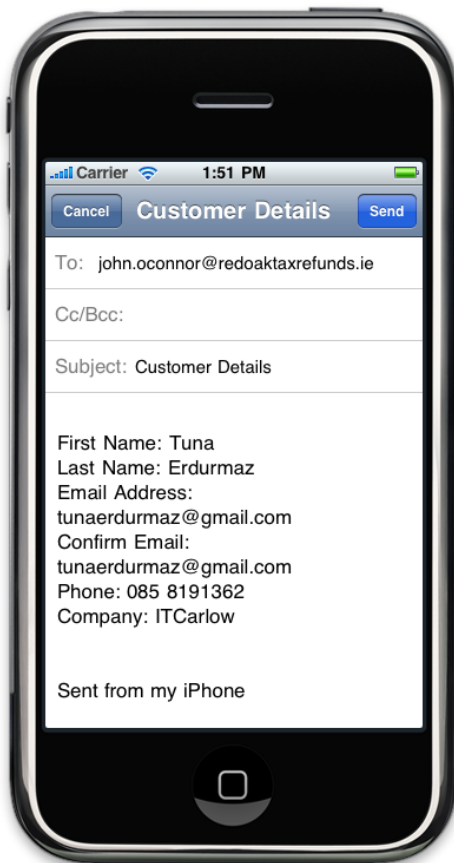 Carrier 1:51 PM
Cancel Customer Details Send
To: john.oconnor@redoaktaxrefunds.ie
Cc/Bcc:
Subject: Customer Details
First Name: Tuna
Last Name: Erdurmaz
Email Address:
tunaerdurmaz@gmail.com
Confirm Email:
tunaerdurmaz@gmail.com
Phone: 085 8191362
Company: ITCarlow
Sent from my iPhone